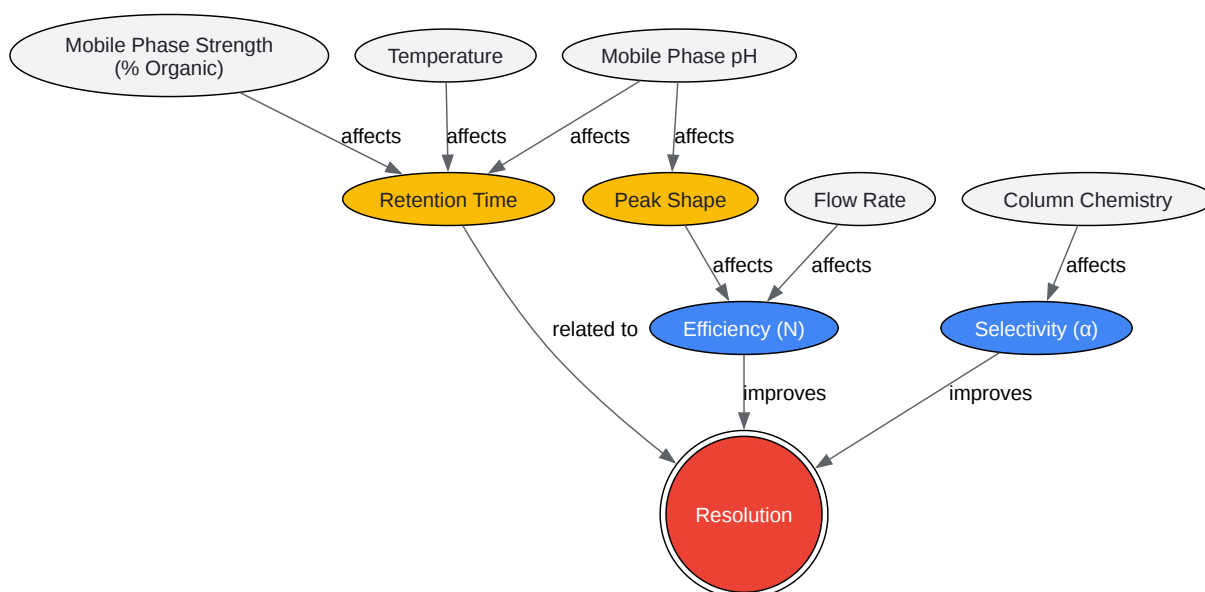 Mobile Phase Strength
(% Organic)
Temperature
Mobile Phase pH
affects
affects
affects
affects
Retention Time
Peak Shape
Flow Rate
Column Chemistry
affects
affects
affects
related to
Efficiency (N)
Selectivity (α)
improves
improves
Resolution